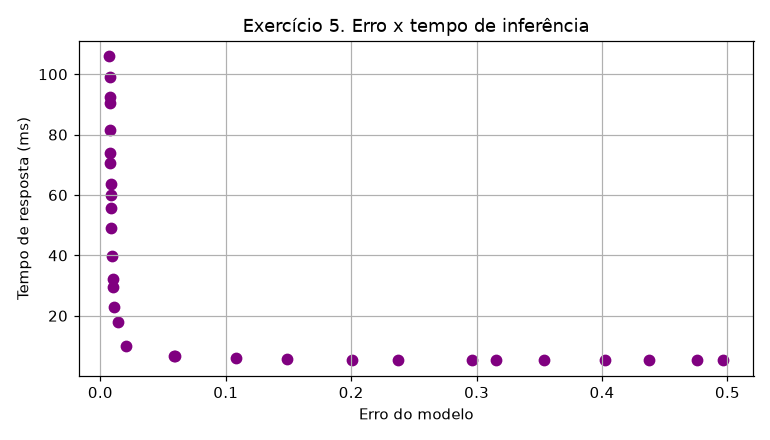 Exercício 5. Erro x tempo de inferência
Tempo de resposta (ms)
100
80
60
40
20
0.0 0.1 0.2 0.3 0.4 0.5
Erro do modelo